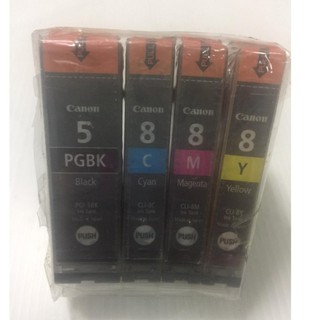 Canon
5
PGBK
Black
PUSH
Canon
8
C
Cyan
PUSH
Canon
8
M
Magenta
PUSH
Canon
8
Y
Yellow
PUSH